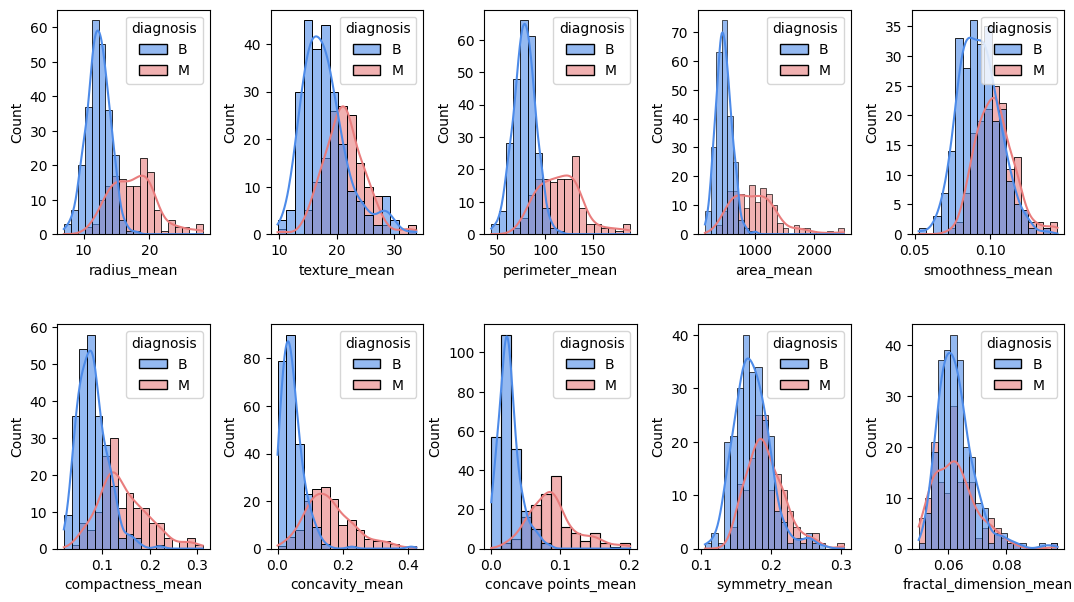 diagnosis
B
M
Count
60
50
40
30
20
10
0
10
20
radius_mean
diagnosis
B
M
Count
40
30
20
10
0
10
20
30
texture_mean
diagnosis
B
M
Count
60
50
40
30
20
10
0
50
100
150
perimeter_mean
diagnosis
B
M
Count
70
60
50
40
30
20
10
0
1000
2000
area_mean
diagnosis
B
M
Count
35
30
25
20
15
10
5
0
0.05
0.10
smoothness_mean
diagnosis
B
M
Count
60
50
40
30
20
10
0
0.1
0.2
0.3
compactness_mean
diagnosis
B
M
Count
80
60
40
20
0
0.0
0.2
0.4
concavity_mean
diagnosis
B
M
Count
100
80
60
40
20
0
0.0
0.1
0.2
concave points_mean
diagnosis
B
M
Count
40
30
20
10
0
0.1
0.2
0.3
symmetry_mean
diagnosis
B
M
Count
40
30
20
10
0
0.06
0.08
fractal_dimension_mean